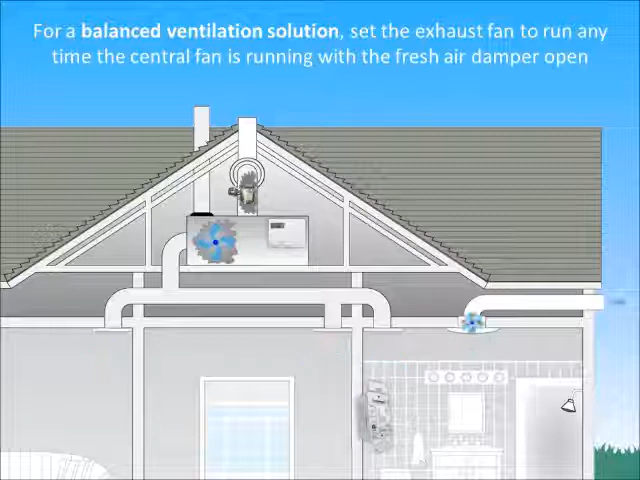 For a balanced ventilation solution, set the exhaust fan to run any
time the central fan is running with the fresh air damper open